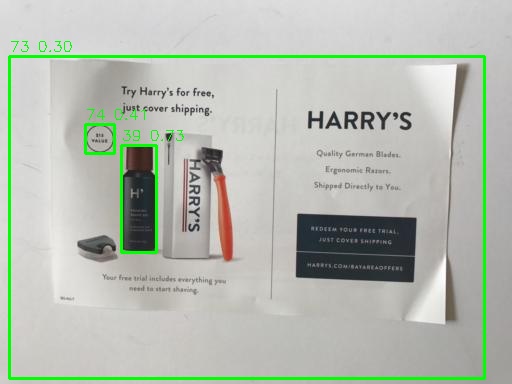 73 0.30
Try Harry's for free,
just cover shipping.
74 0.41
$15
VALUE
39 0.73
H'
HARRY'S
Your free trial includes everything you
need to start shaving.
HARRY'S
Quality German Blades.
Ergonomic Razors.
Shipped Directly to You.
REDEEM YOUR FREE TRIAL,
JUST COVER SHIPPING
HARRYS.COM/BAYAREAOFFERS